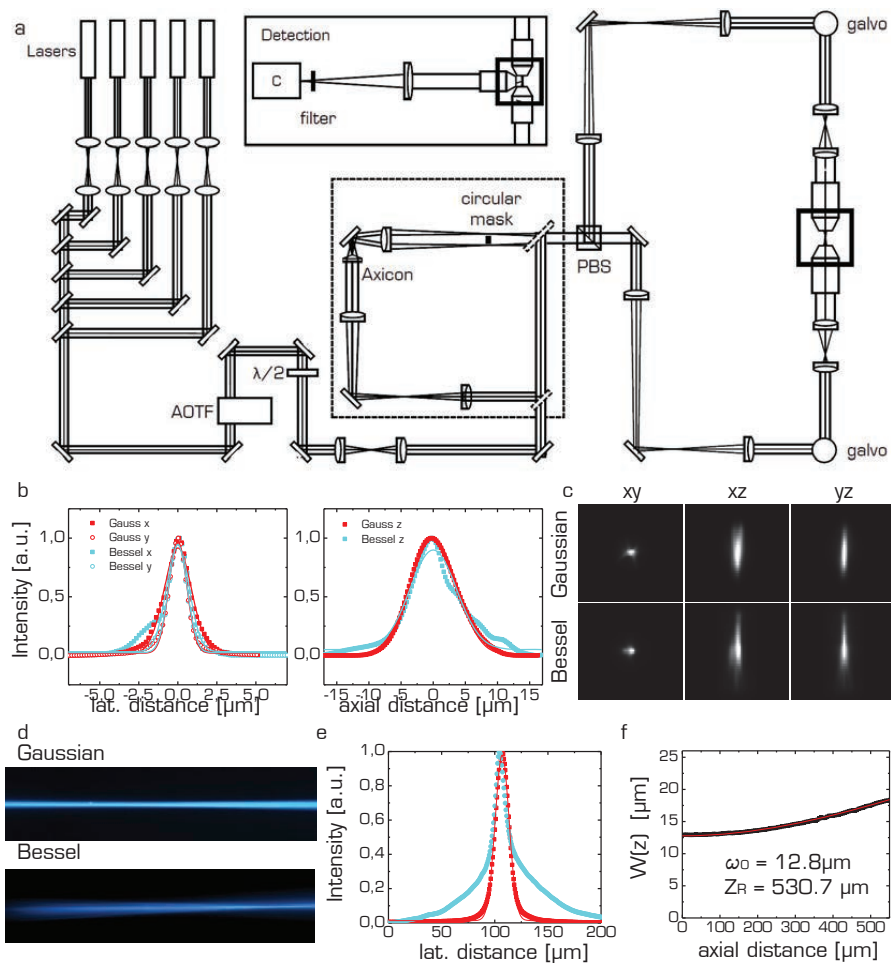 a
Lasers
Detection
C
filter
galvo
circular
mask
Axicon
PBS
λ/2
AOTF
galvo
b
Gauss x
Gauss y
Bessel x
Bessel y
Intensity [a.u.]
1,0
0,5
0,0
-5.0 0.0 5.0
lat. distance [µm]
Gauss z
Bessel z
1,0
0,5
0,0
-15 -10 -5 0 5 10 15
axial distance [µm]
c
xy xz yz
Gaussian
Bessel
d
Gaussian
Bessel
e
Intensity [a.u.]
1,0
0,8
0,6
0,4
0,2
0,0
0 50 100 150 200
lat. distance [µm]
f
W(z) [µm]
25
20
15
10
5
0
ω0 = 12.8µm
ZR = 530.7 µm
0 100 200 300 400 500
axial distance [µm]